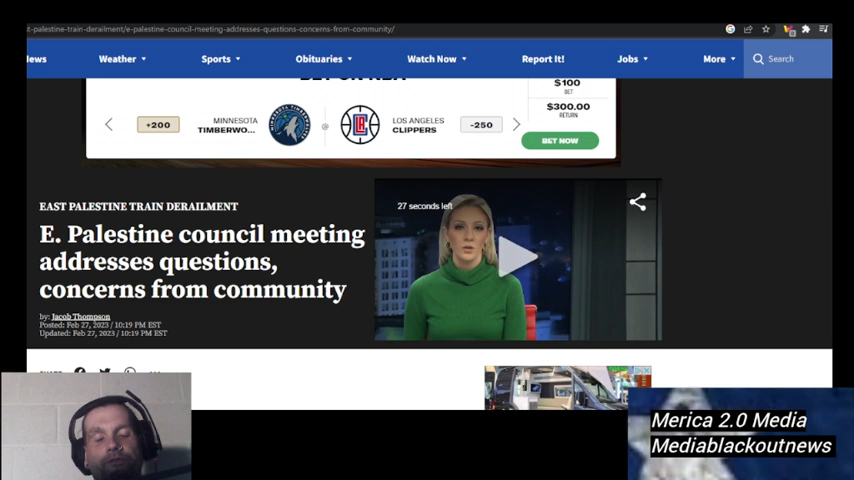 t-palestine-train-derailment/e-palestine-council-meeting-addresses-questions-concerns-from-community/
News Weather Sports Obituaries Watch Now Report It! Jobs More Search
$100
BET
$300.00
RETURN
+200 MINNESOTA TIMBERWO... @ LOS ANGELES CLIPPERS -250
BET NOW
EAST PALESTINE TRAIN DERAILMENT
E. Palestine council meeting
addresses questions,
concerns from community
by: Jacob Thompson
Posted: Feb 27, 2023 / 10:19 PM EST
Updated: Feb 27, 2023 / 10:19 PM EST
27 seconds left
Merica 2.0 Media
Mediablackoutnews